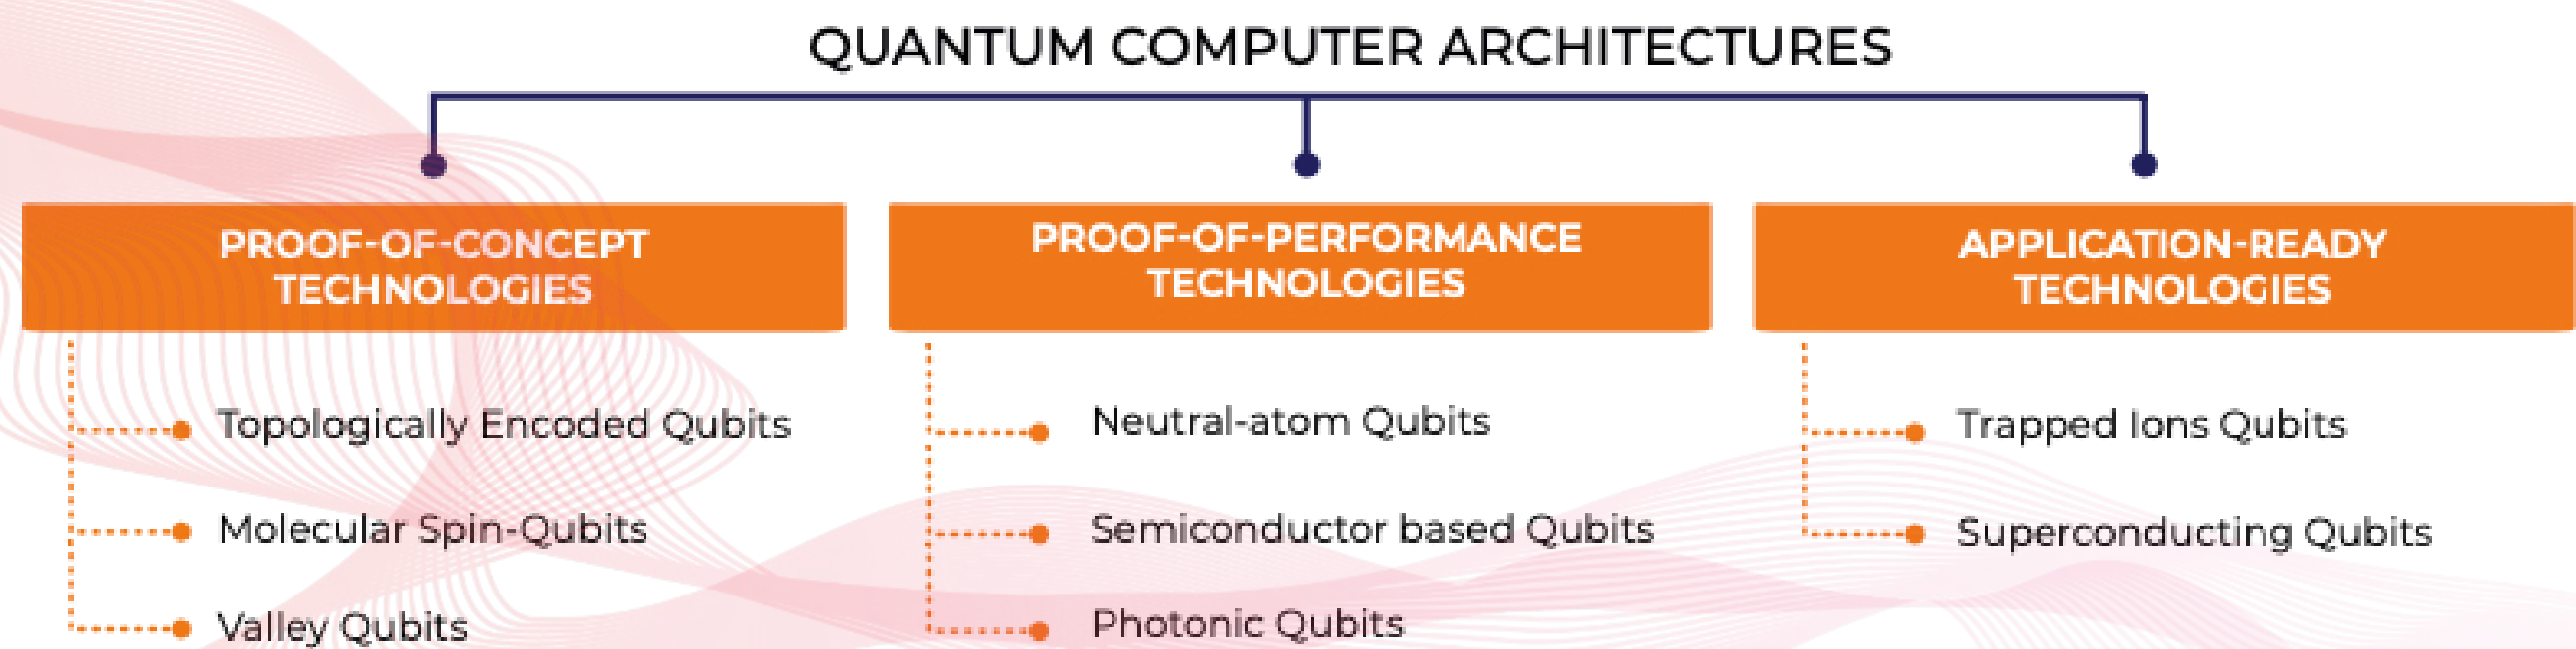 QUANTUM COMPUTER ARCHITECTURES
PROOF-OF-CONCEPT
TECHNOLOGIES
Topologically Encoded Qubits
Molecular Spin-Qubits
Valley Qubits
PROOF-OF-PERFORMANCE
TECHNOLOGIES
Neutral-atom Qubits
Semiconductor based Qubits
Photonic Qubits
APPLICATION-READY
TECHNOLOGIES
Trapped Ions Qubits
Superconducting Qubits